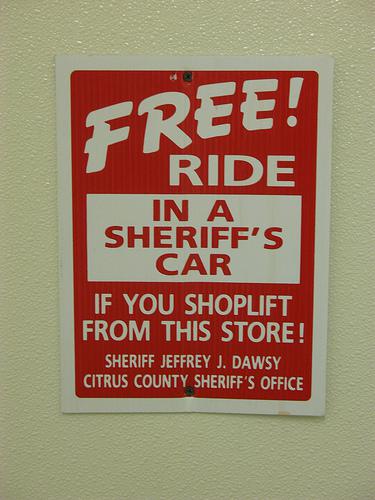 FREE!
RIDE
IN A
SHERIFF'S
CAR
IF YOU SHOPLIFT
FROM THIS STORE!
SHERIFF JEFFREY J. DAWSY
CITRUS COUNTY SHERIFF'S OFFICE